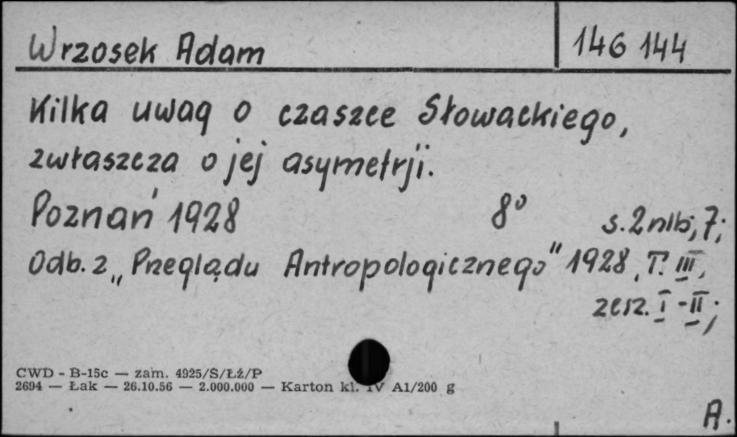 Wrzosek Adam 146 144
Kilka uwag o czaszce Słowackiego,
zwłaszcza o jej asymetrji.
Poznań 1928 8° s. 2 nlb; 7;
Odb. z „Przeglądu Antropologicznego" 1928, T. III,
zesz. I-II;
CWD - B-15c — zam. 4925/S/Łż/P
2694 — Łak — 26.10.56 — 2.000.000 — Karton kl. IV A1/200 g
A.